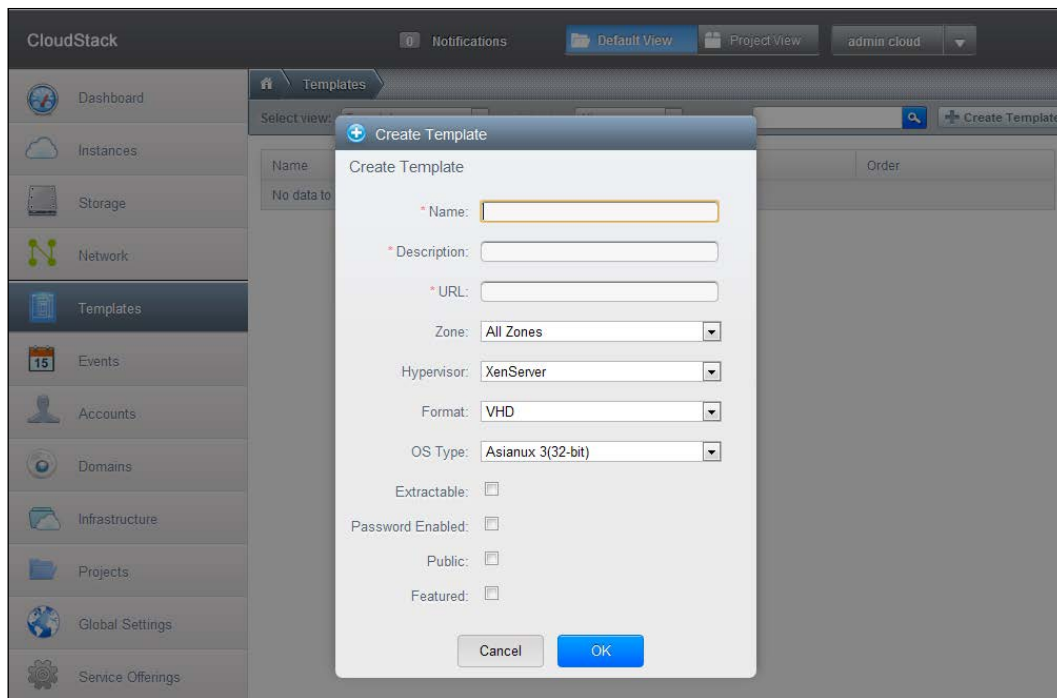 CloudStack
0 Notifications
Default View
Project View
admin cloud
Dashboard
Instances
Storage
Network
Templates
15 Events
Accounts
Domains
Infrastructure
Projects
Global Settings
Service Offerings
Templates
Select view:
Create Template
Name
Order
No data to
Create Template
Create Template
* Name:
* Description:
* URL:
Zone: All Zones
Hypervisor: XenServer
Format: VHD
OS Type: Asianux 3(32-bit)
Extractable:
Password Enabled:
Public:
Featured:
Cancel
OK